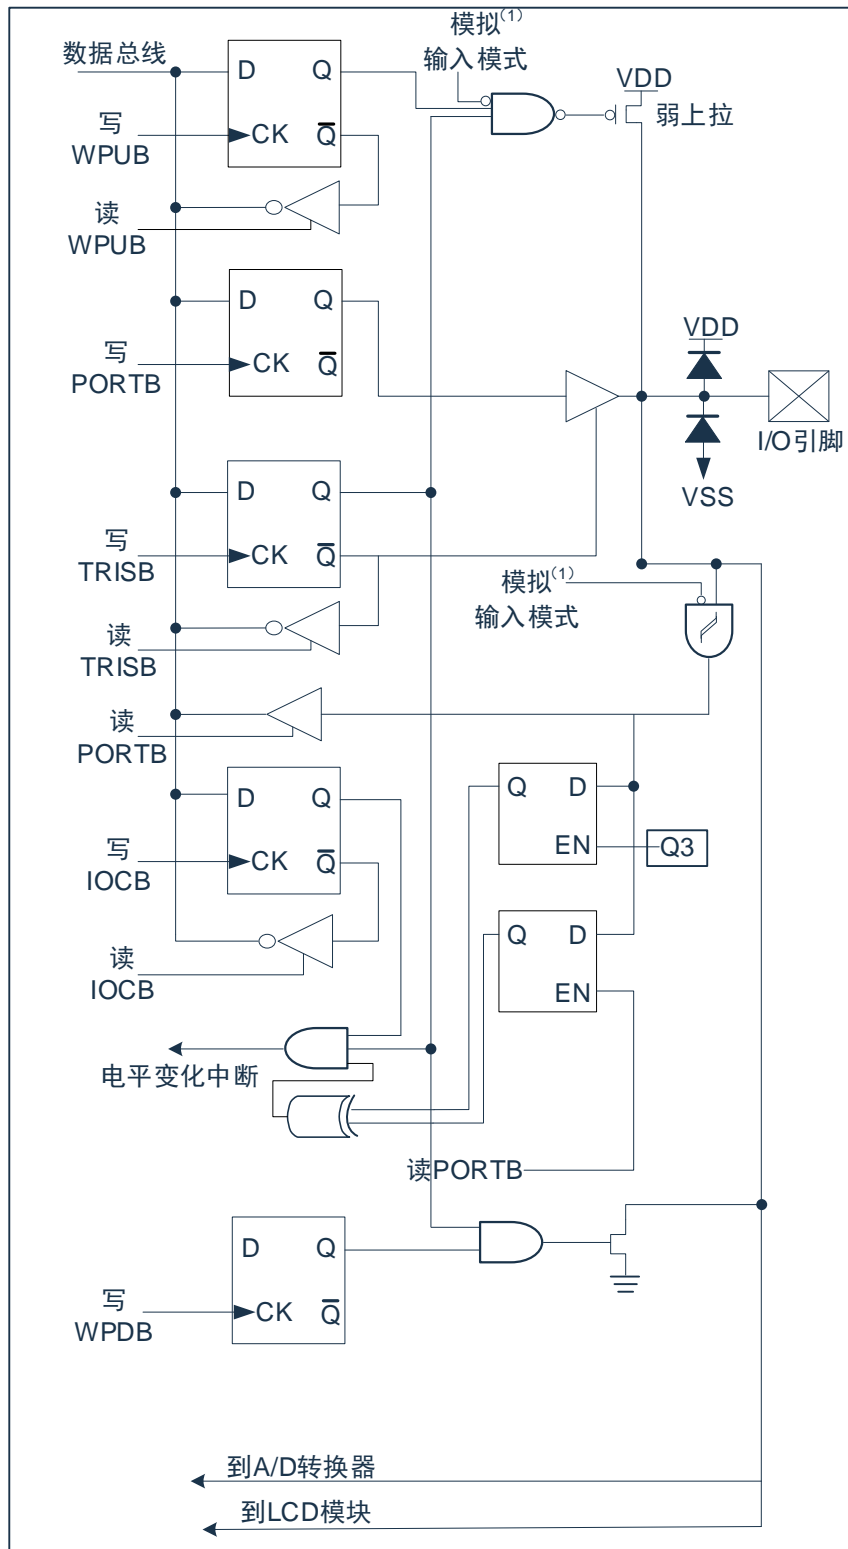 模拟(1)
输入模式
数据总线
D
Q
VDD
弱上拉
写
WPUB
CK
Q
读
WPUB
D
Q
写
PORTB
CK
Q
VDD
I/O引脚
VSS
D
Q
写
TRISB
CK
Q
模拟(1)
输入模式
读
TRISB
读
PORTB
D
Q
Q
D
EN
Q3
写
IOCB
CK
Q
Q
D
EN
读
IOCB
电平变化中断
读PORTB
D
Q
写
WPDB
CK
Q
到A/D转换器
到LCD模块